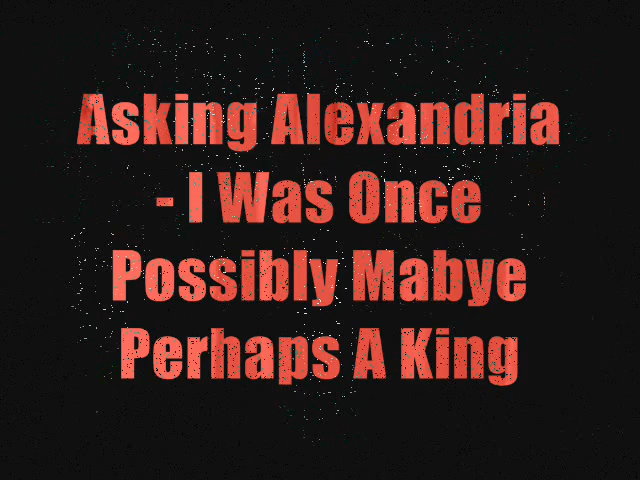 Asking Alexandria
- I Was Once
Possibly Mabye
Perhaps A King